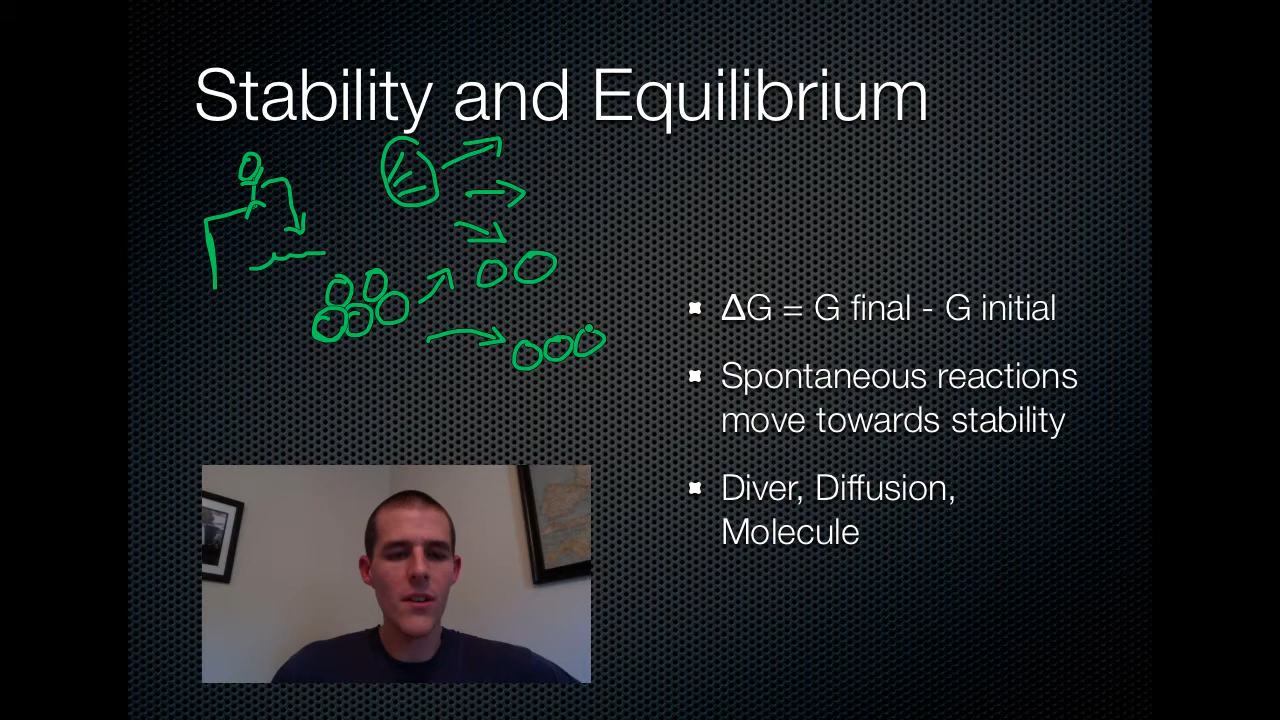 Stability and Equilibrium
ΔG = G final - G initial
Spontaneous reactions
move towards stability
Diver, Diffusion,
Molecule